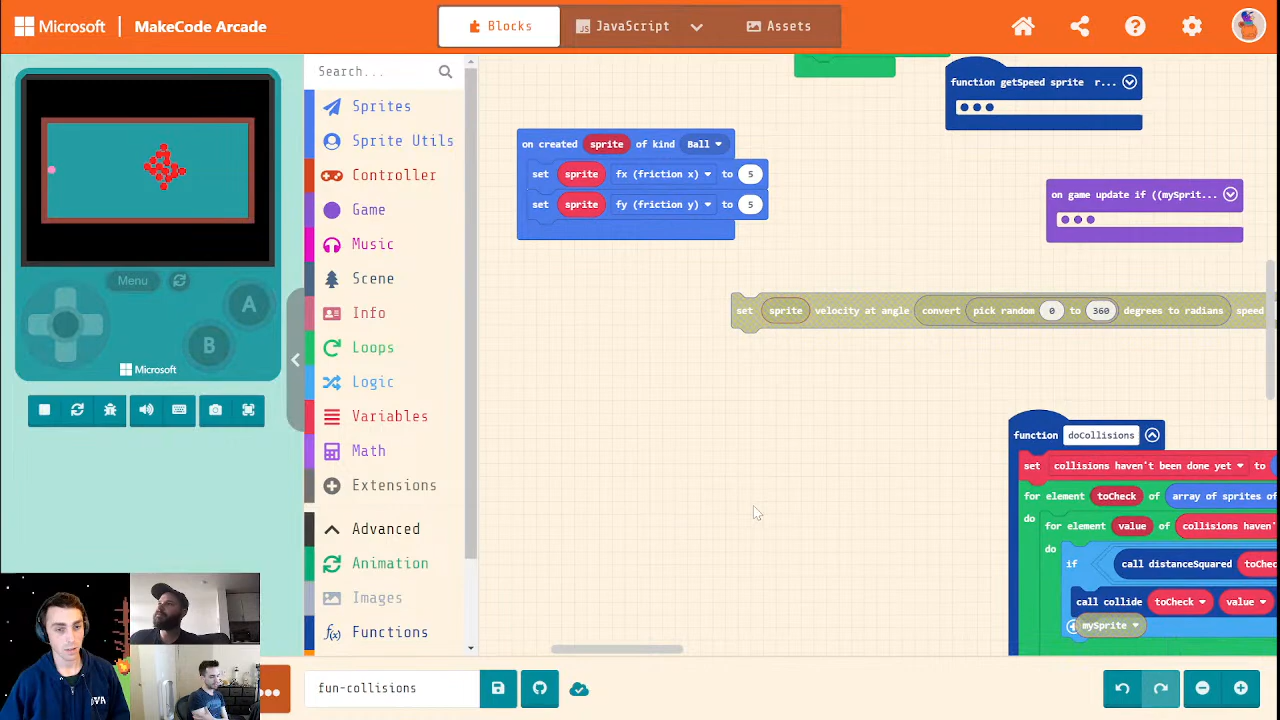 Microsoft
MakeCode Arcade
Blocks
JS
JavaScript
Assets
Menu
A
B
Microsoft
Search...
Sprites
Sprite Utils
Controller
Game
Music
Scene
Info
Loops
Logic
Variables
Math
Extensions
Advanced
Animation
Images
f(x) Functions
function getSpeed sprite r...
on created sprite of kind Ball
set sprite fx (friction x) to 5
set sprite fy (friction y) to 5
on game update if ((mySprit...
set sprite velocity at angle convert pick random 0 to 360 degrees to radians speed
function doCollisions
set collisions haven't been done yet to
for element toCheck of array of sprites of
do for element value of collisions haven'
do
if call distanceSquared toChec
call collide toCheck value
mySprite
fun-collisions